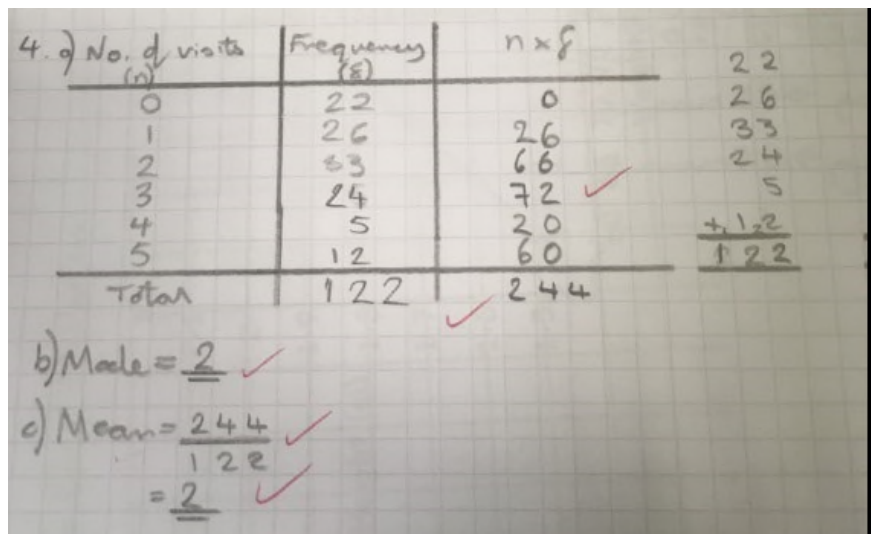 4. a) No. of visits (n) | Frequency (f) | n x f
0 | 22 | 0
1 | 26 | 26
2 | 33 | 66
3 | 24 | 72
4 | 5 | 20
5 | 12 | 60
Total | 122 | 244
22
26
33
24
5
+ 12
122
b) Mode = 2
c) Mean = 244
122
= 2